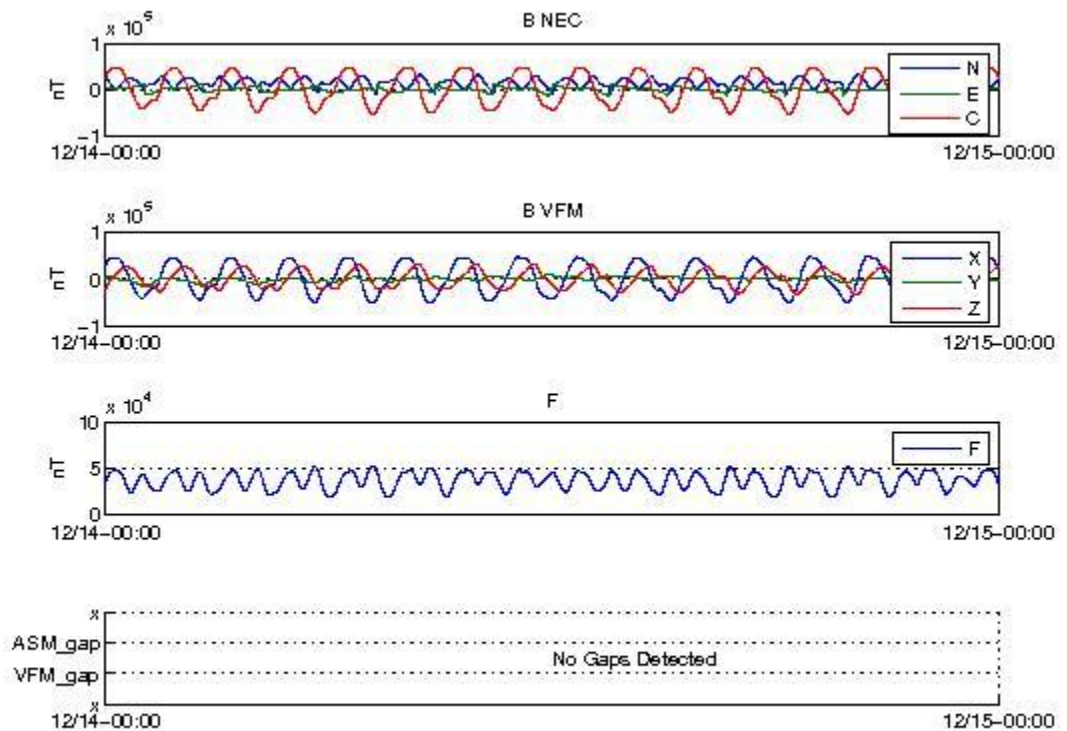 B NEC
x 10^5
1
nT
0
-1
N
E
C
12/14-00:00 12/15-00:00
B VFM
x 10^5
1
nT
0
-1
X
Y
Z
12/14-00:00 12/15-00:00
F
x 10^4
10
nT
5
0
F
12/14-00:00 12/15-00:00
x
ASM_gap
No Gaps Detected
VFM_gap
x
12/14-00:00 12/15-00:00